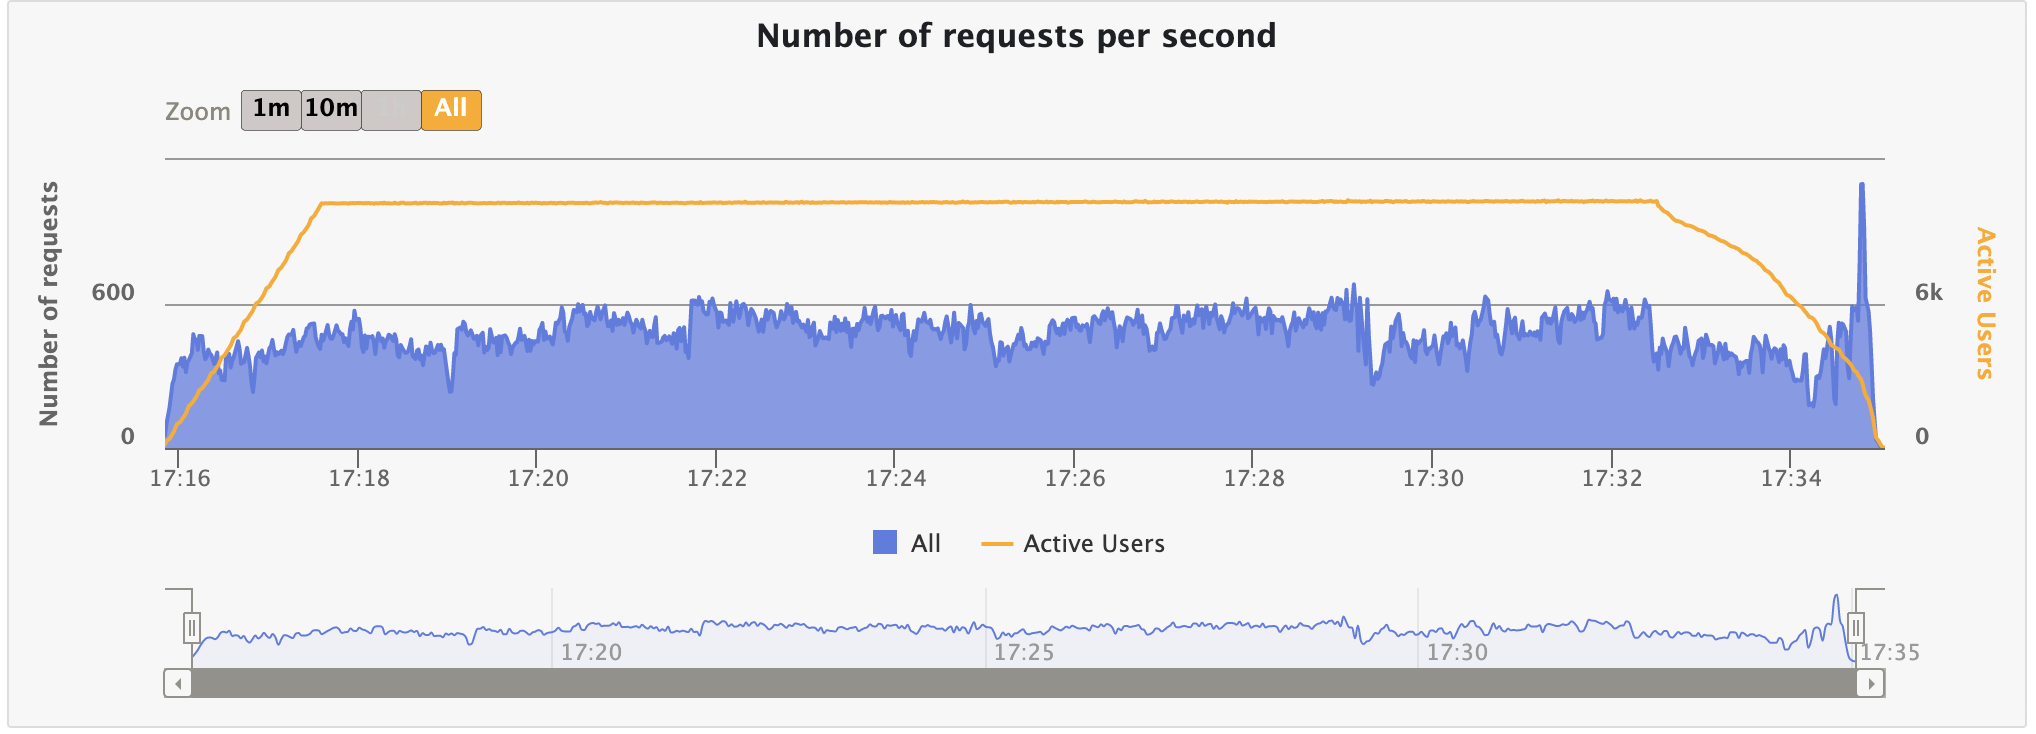 Number of requests per second
Zoom 1m 10m All
Number of requests
600
0
Active Users
6k
0
17:16 17:18 17:20 17:22 17:24 17:26 17:28 17:30 17:32 17:34
All Active Users
17:20 17:25 17:30 17:35